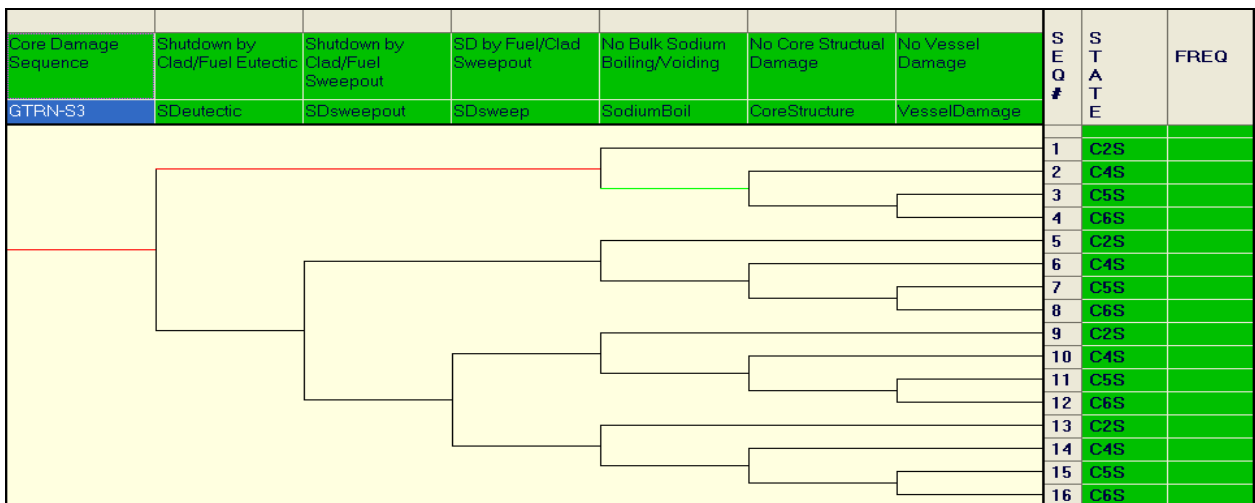 Core Damage Sequence
Shutdown by Clad/Fuel Eutectic
Shutdown by Clad/Fuel Sweepout
SD by Fuel/Clad Sweepout
No Bulk Sodium Boiling/Voiding
No Core Structual Damage
No Vessel Damage
SEQ#
STATE
FREQ
GTRN-S3
SDeutectic
SDsweepout
SDsweep
SodiumBoil
CoreStructure
VesselDamage
1 C2S
2 C4S
3 C5S
4 C6S
5 C2S
6 C4S
7 C5S
8 C6S
9 C2S
10 C4S
11 C5S
12 C6S
13 C2S
14 C4S
15 C5S
16 C6S